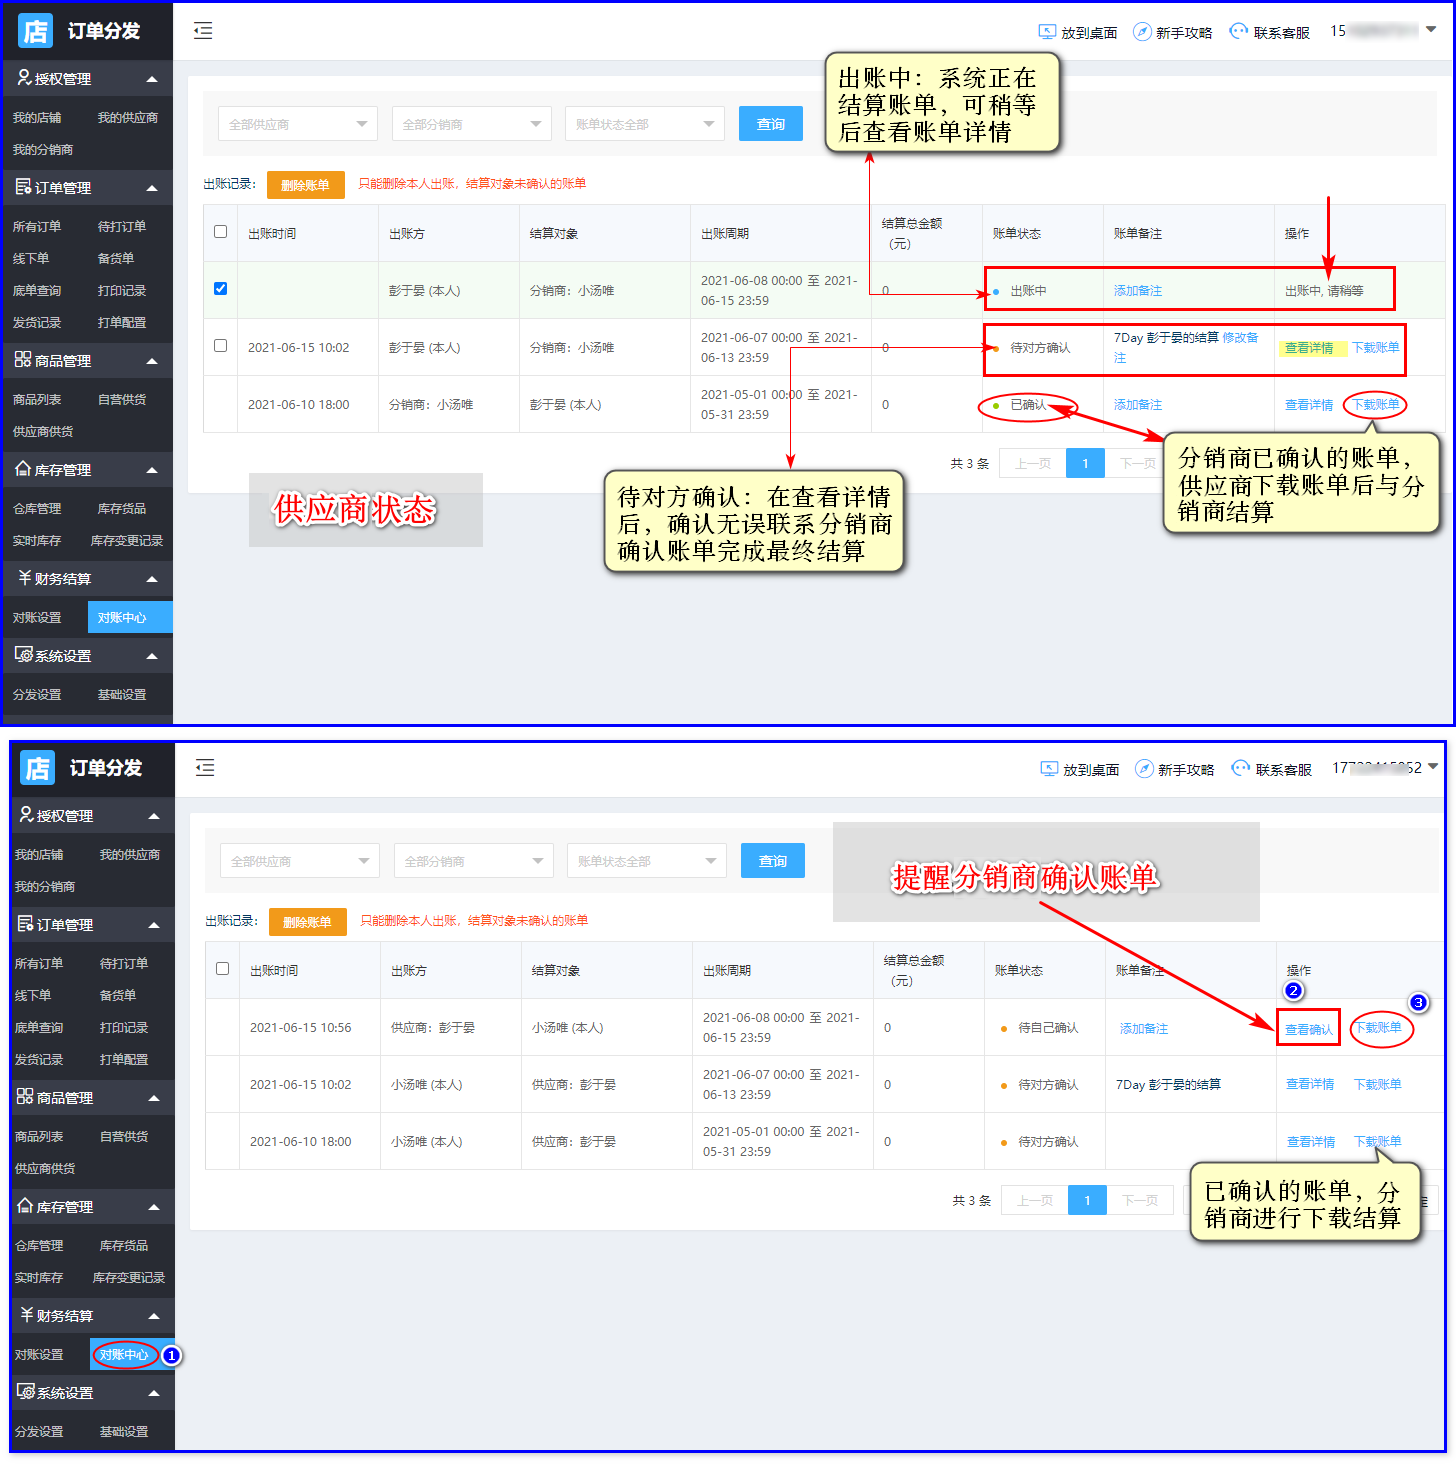 店 订单分发
放到桌面 新手攻略 联系客服 15
授权管理
我的店铺 我的供应商
我的分销商
订单管理
所有订单 待打订单
线下单 备货单
底单查询 打印记录
发货记录 打单配置
商品管理
商品列表 自营供货
供应商供货
库存管理
仓库管理 库存货品
实时库存 库存变更记录
财务结算
对账设置 对账中心
系统设置
分发设置 基础设置
出账中：系统正在
结算账单，可稍等
后查看账单详情
全部供应商 全部分销商 账单状态全部 查询
出账记录： 删除账单 只能删除本人出账，结算对象未确认的账单
出账时间 出账方 结算对象 出账周期 结算总金额
（元） 账单状态 账单备注 操作
彭于晏 (本人) 分销商：小汤唯 2021-06-08 00:00 至 2021-
06-15 23:59 0 出账中 添加备注 出账中, 请稍等
2021-06-15 10:02 彭于晏 (本人) 分销商：小汤唯 2021-06-07 00:00 至 2021-
06-13 23:59 0 待对方确认 7Day 彭于晏的结算 修改备
注 查看详情 下载账单
2021-06-10 18:00 分销商：小汤唯 彭于晏 (本人) 2021-05-01 00:00 至 2021-
05-31 23:59 0 已确认 添加备注 查看详情 下载账单
共 3 条 上一页 1 下一页
供应商状态
待对方确认：在查看详情
后，确认无误联系分销商
确认账单完成最终结算
分销商已确认的账单，
供应商下载账单后与分
销商结算
店 订单分发
放到桌面 新手攻略 联系客服
授权管理
我的店铺 我的供应商
我的分销商
订单管理
所有订单 待打订单
线下单 备货单
底单查询 打印记录
发货记录 打单配置
商品管理
商品列表 自营供货
供应商供货
库存管理
仓库管理 库存货品
实时库存 库存变更记录
财务结算
对账设置 对账中心 1
系统设置
分发设置 基础设置
全部供应商 全部分销商 账单状态全部 查询
提醒分销商确认账单
出账记录： 删除账单 只能删除本人出账，结算对象未确认的账单
出账时间 出账方 结算对象 出账周期 结算总金额
（元） 账单状态 账单备注 操作
2 3
2021-06-15 10:56 供应商：彭于晏 小汤唯 (本人) 2021-06-08 00:00 至 2021-
06-15 23:59 0 待自己确认 添加备注 查看确认 下载账单
2021-06-15 10:02 小汤唯 (本人) 供应商：彭于晏 2021-06-07 00:00 至 2021-
06-13 23:59 0 待对方确认 7Day 彭于晏的结算 查看详情 下载账单
2021-06-10 18:00 小汤唯 (本人) 供应商：彭于晏 2021-05-01 00:00 至 2021-
05-31 23:59 0 待对方确认 查看详情 下载账单
共 3 条 上一页 1 下一页
已确认的账单，分
销商进行下载结算